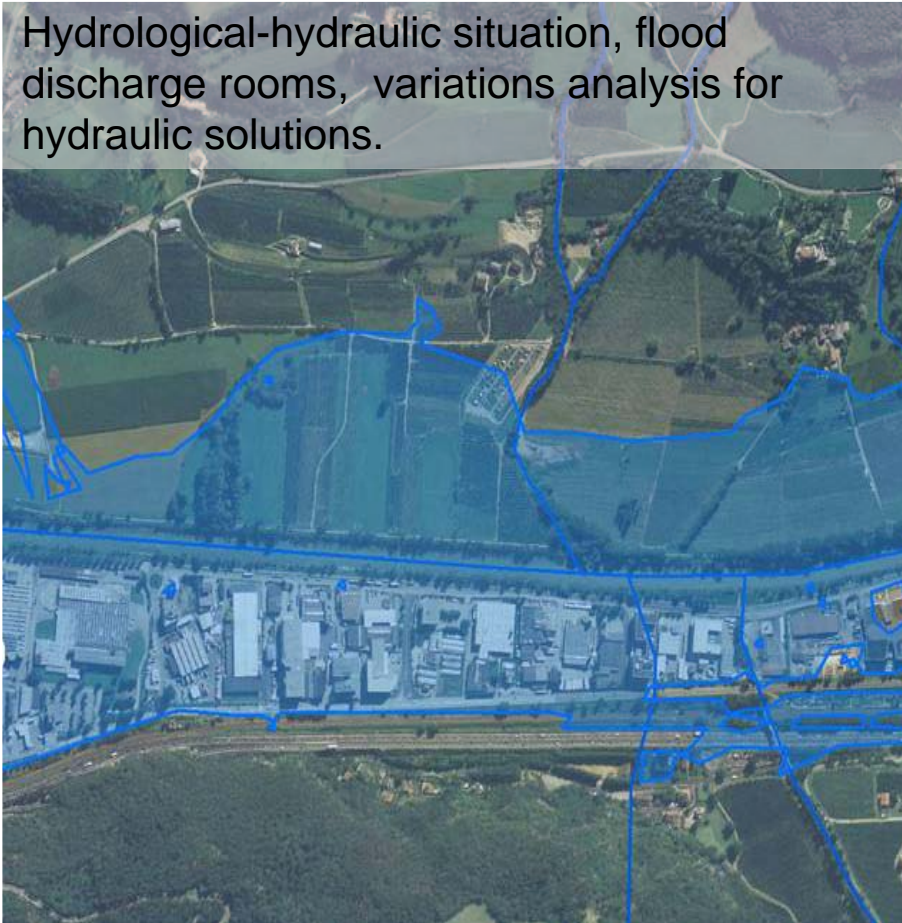 Hydrological-hydraulic situation, flood
discharge rooms,  variations analysis for
hydraulic solutions.